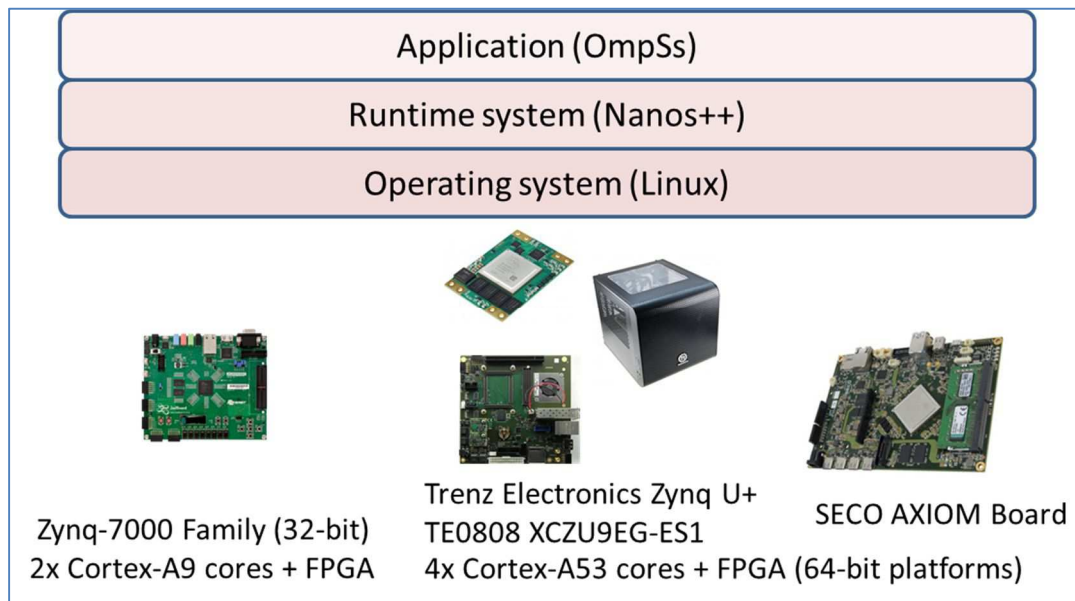 Application (OmpSs)
Runtime system (Nanos++)
Operating system (Linux)
Zynq-7000 Family (32-bit)
2x Cortex-A9 cores + FPGA
Trenz Electronics Zynq U+
TE0808 XCZU9EG-ES1
4x Cortex-A53 cores + FPGA (64-bit platforms)
SECO AXIOM Board